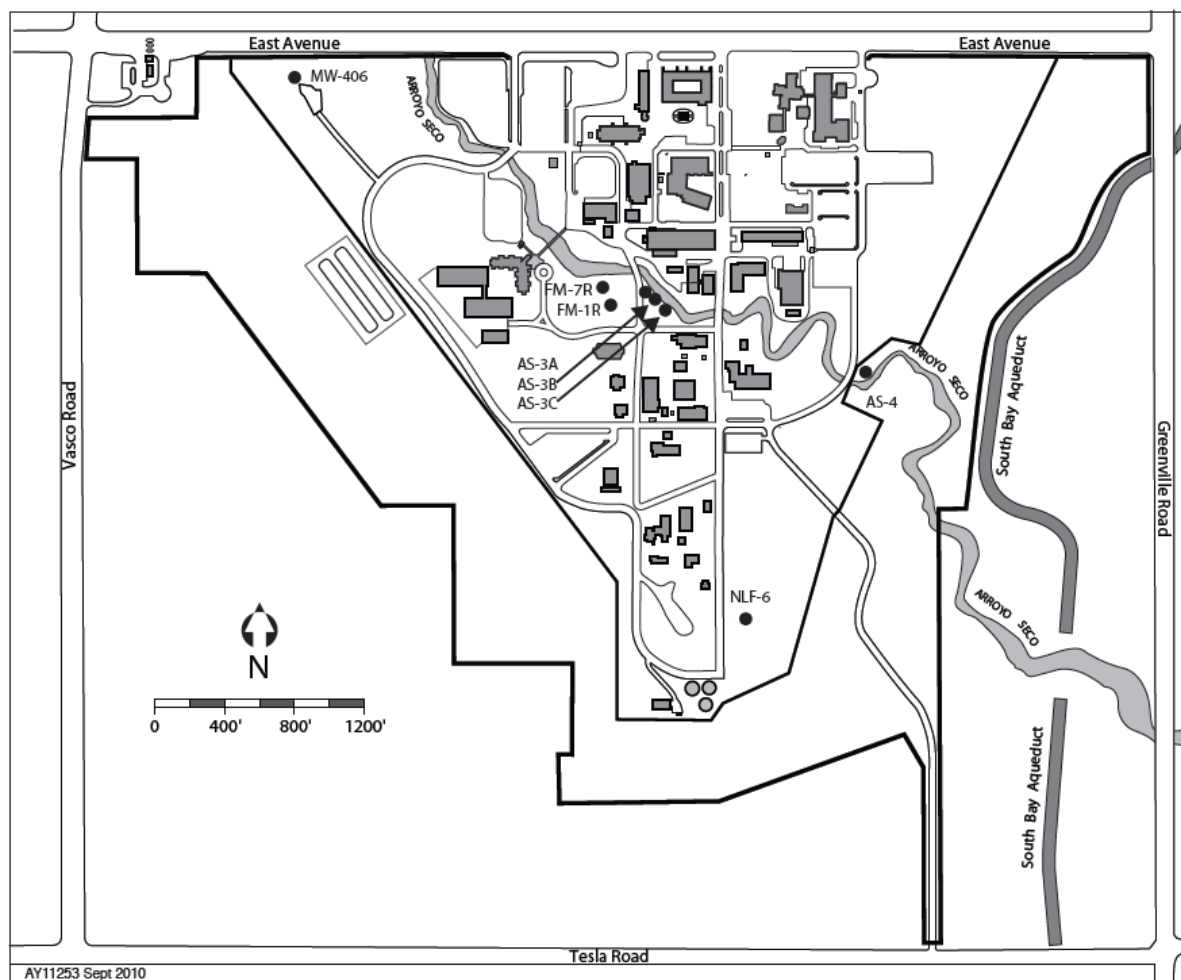 East Avenue
East Avenue
MW-406
ARROYO SECO
FM-7R
FM-1R
AS-3A
AS-3B
AS-3C
ARROYO SECO
AS-4
South Bay Aqueduct
Vasco Road
Greenville Road
NLF-6
ARROYO SECO
N
0 400' 800' 1200'
South Bay Aqueduct
Tesla Road
AY11253 Sept 2010